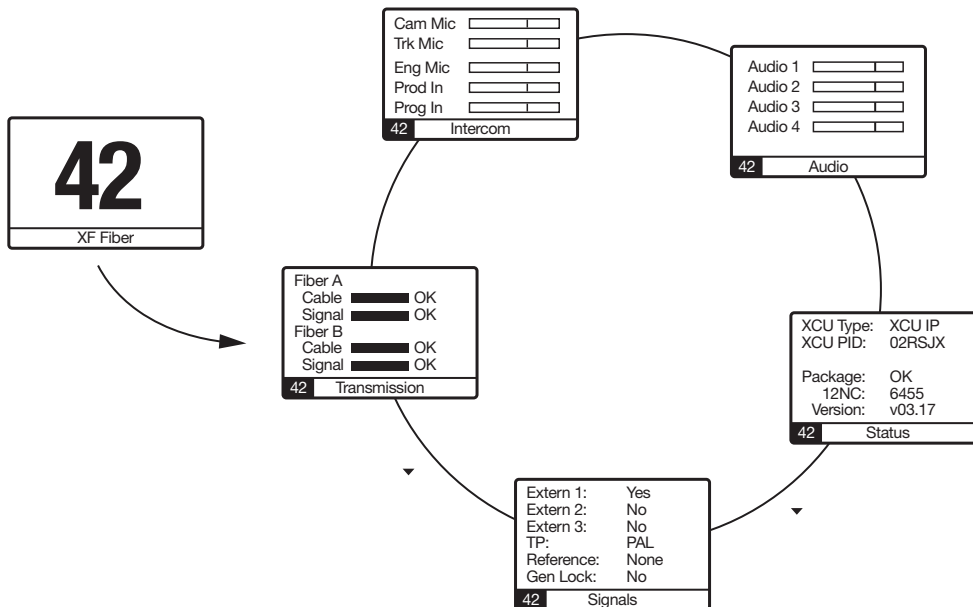 42
XF Fiber
Cam Mic
Trk Mic
Eng Mic
Prod In
Prog In
42 Intercom
Audio 1
Audio 2
Audio 3
Audio 4
42 Audio
Fiber A
Cable OK
Signal OK
Fiber B
Cable OK
Signal OK
42 Transmission
XCU Type: XCU IP
XCU PID: 02RSJX
Package: OK
12NC: 6455
Version: v03.17
42 Status
Extern 1: Yes
Extern 2: No
Extern 3: No
TP: PAL
Reference: None
Gen Lock: No
42 Signals